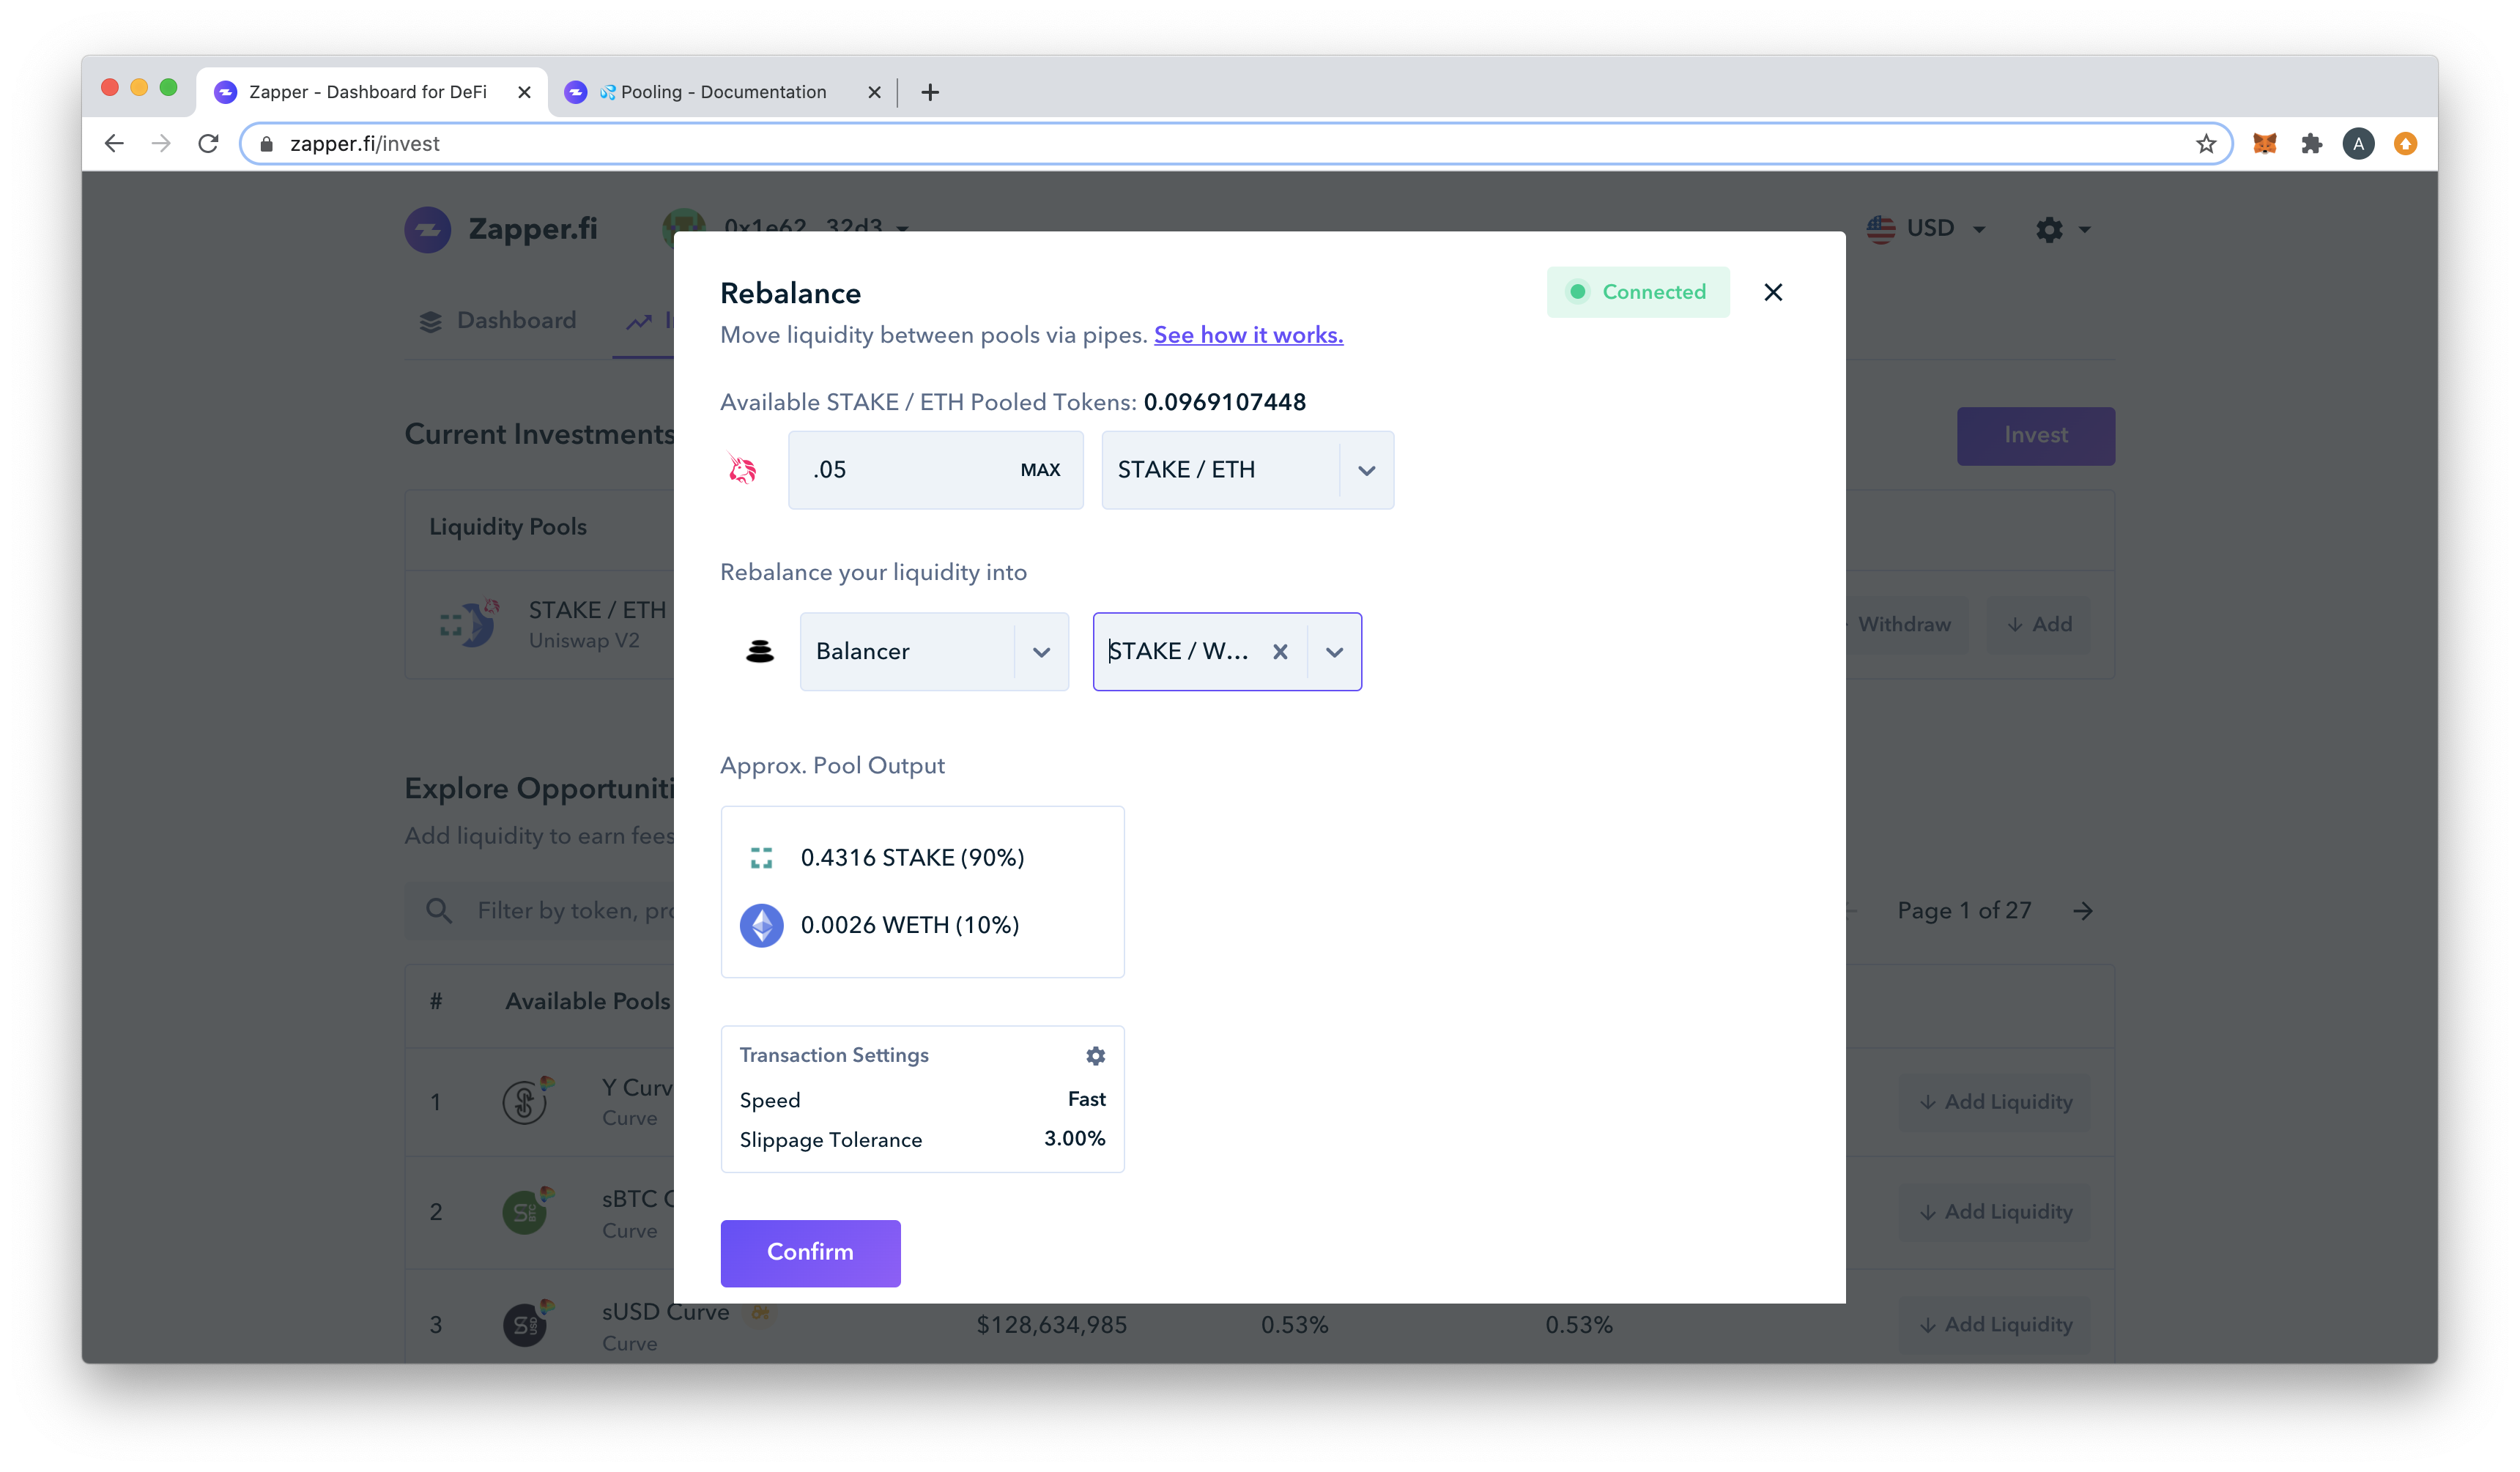 Zapper - Dashboard for DeFi
Pooling - Documentation
zapper.fi/invest
A
Zapper.fi
0x1e62...32d3
USD
Dashboard
Rebalance
Connected
Move liquidity between pools via pipes. See how it works.
Available STAKE / ETH Pooled Tokens: 0.0969107448
Current Investments
Invest
.05
MAX
STAKE / ETH
Liquidity Pools
Rebalance your liquidity into
STAKE / ETH
Uniswap V2
Withdraw
Add
Balancer
STAKE / W...
Approx. Pool Output
Explore Opportuniti
Add liquidity to earn fees
0.4316 STAKE (90%)
0.0026 WETH (10%)
Filter by token, pro
Page 1 of 27
#
Available Pools
Transaction Settings
Speed
Fast
Slippage Tolerance
3.00%
1
Y Curv
Curve
Add Liquidity
2
sBTC C
Curve
Add Liquidity
Confirm
3
sUSD Curve
Curve
$128,634,985
0.53%
0.53%
Add Liquidity